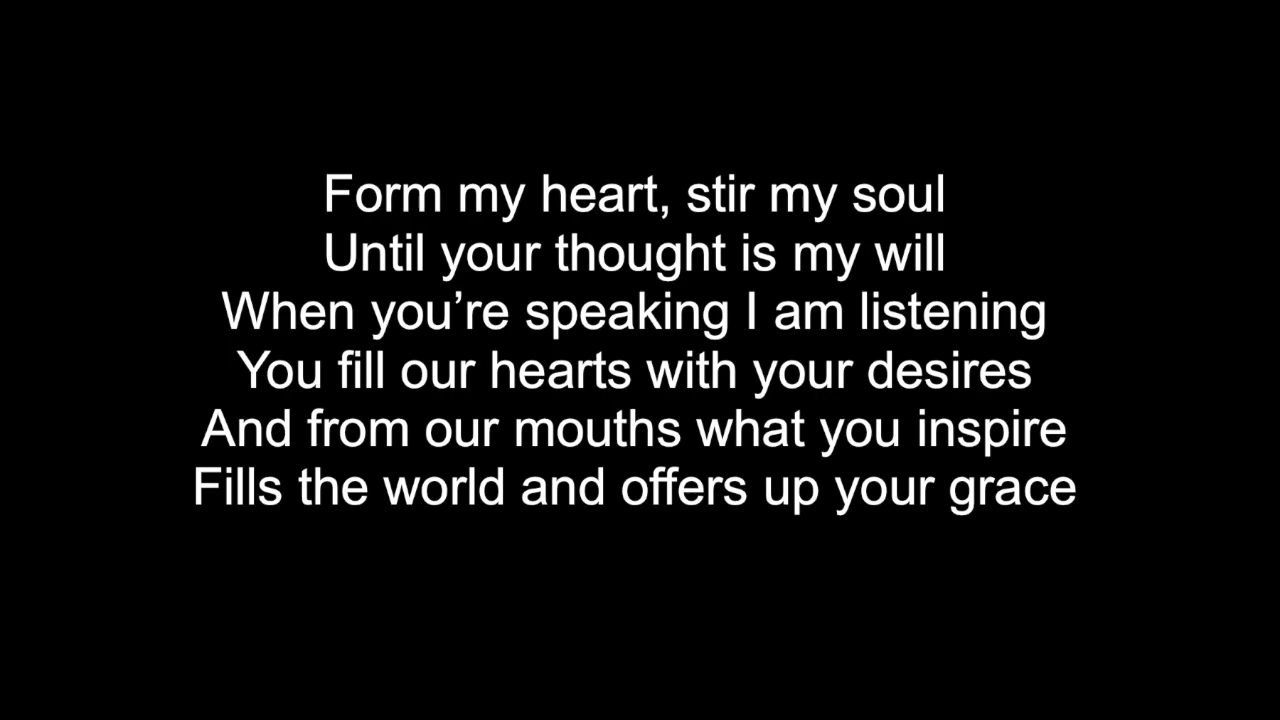 Form my heart, stir my soul
Until your thought is my will
When you’re speaking I am listening
You fill our hearts with your desires
And from our mouths what you inspire
Fills the world and offers up your grace